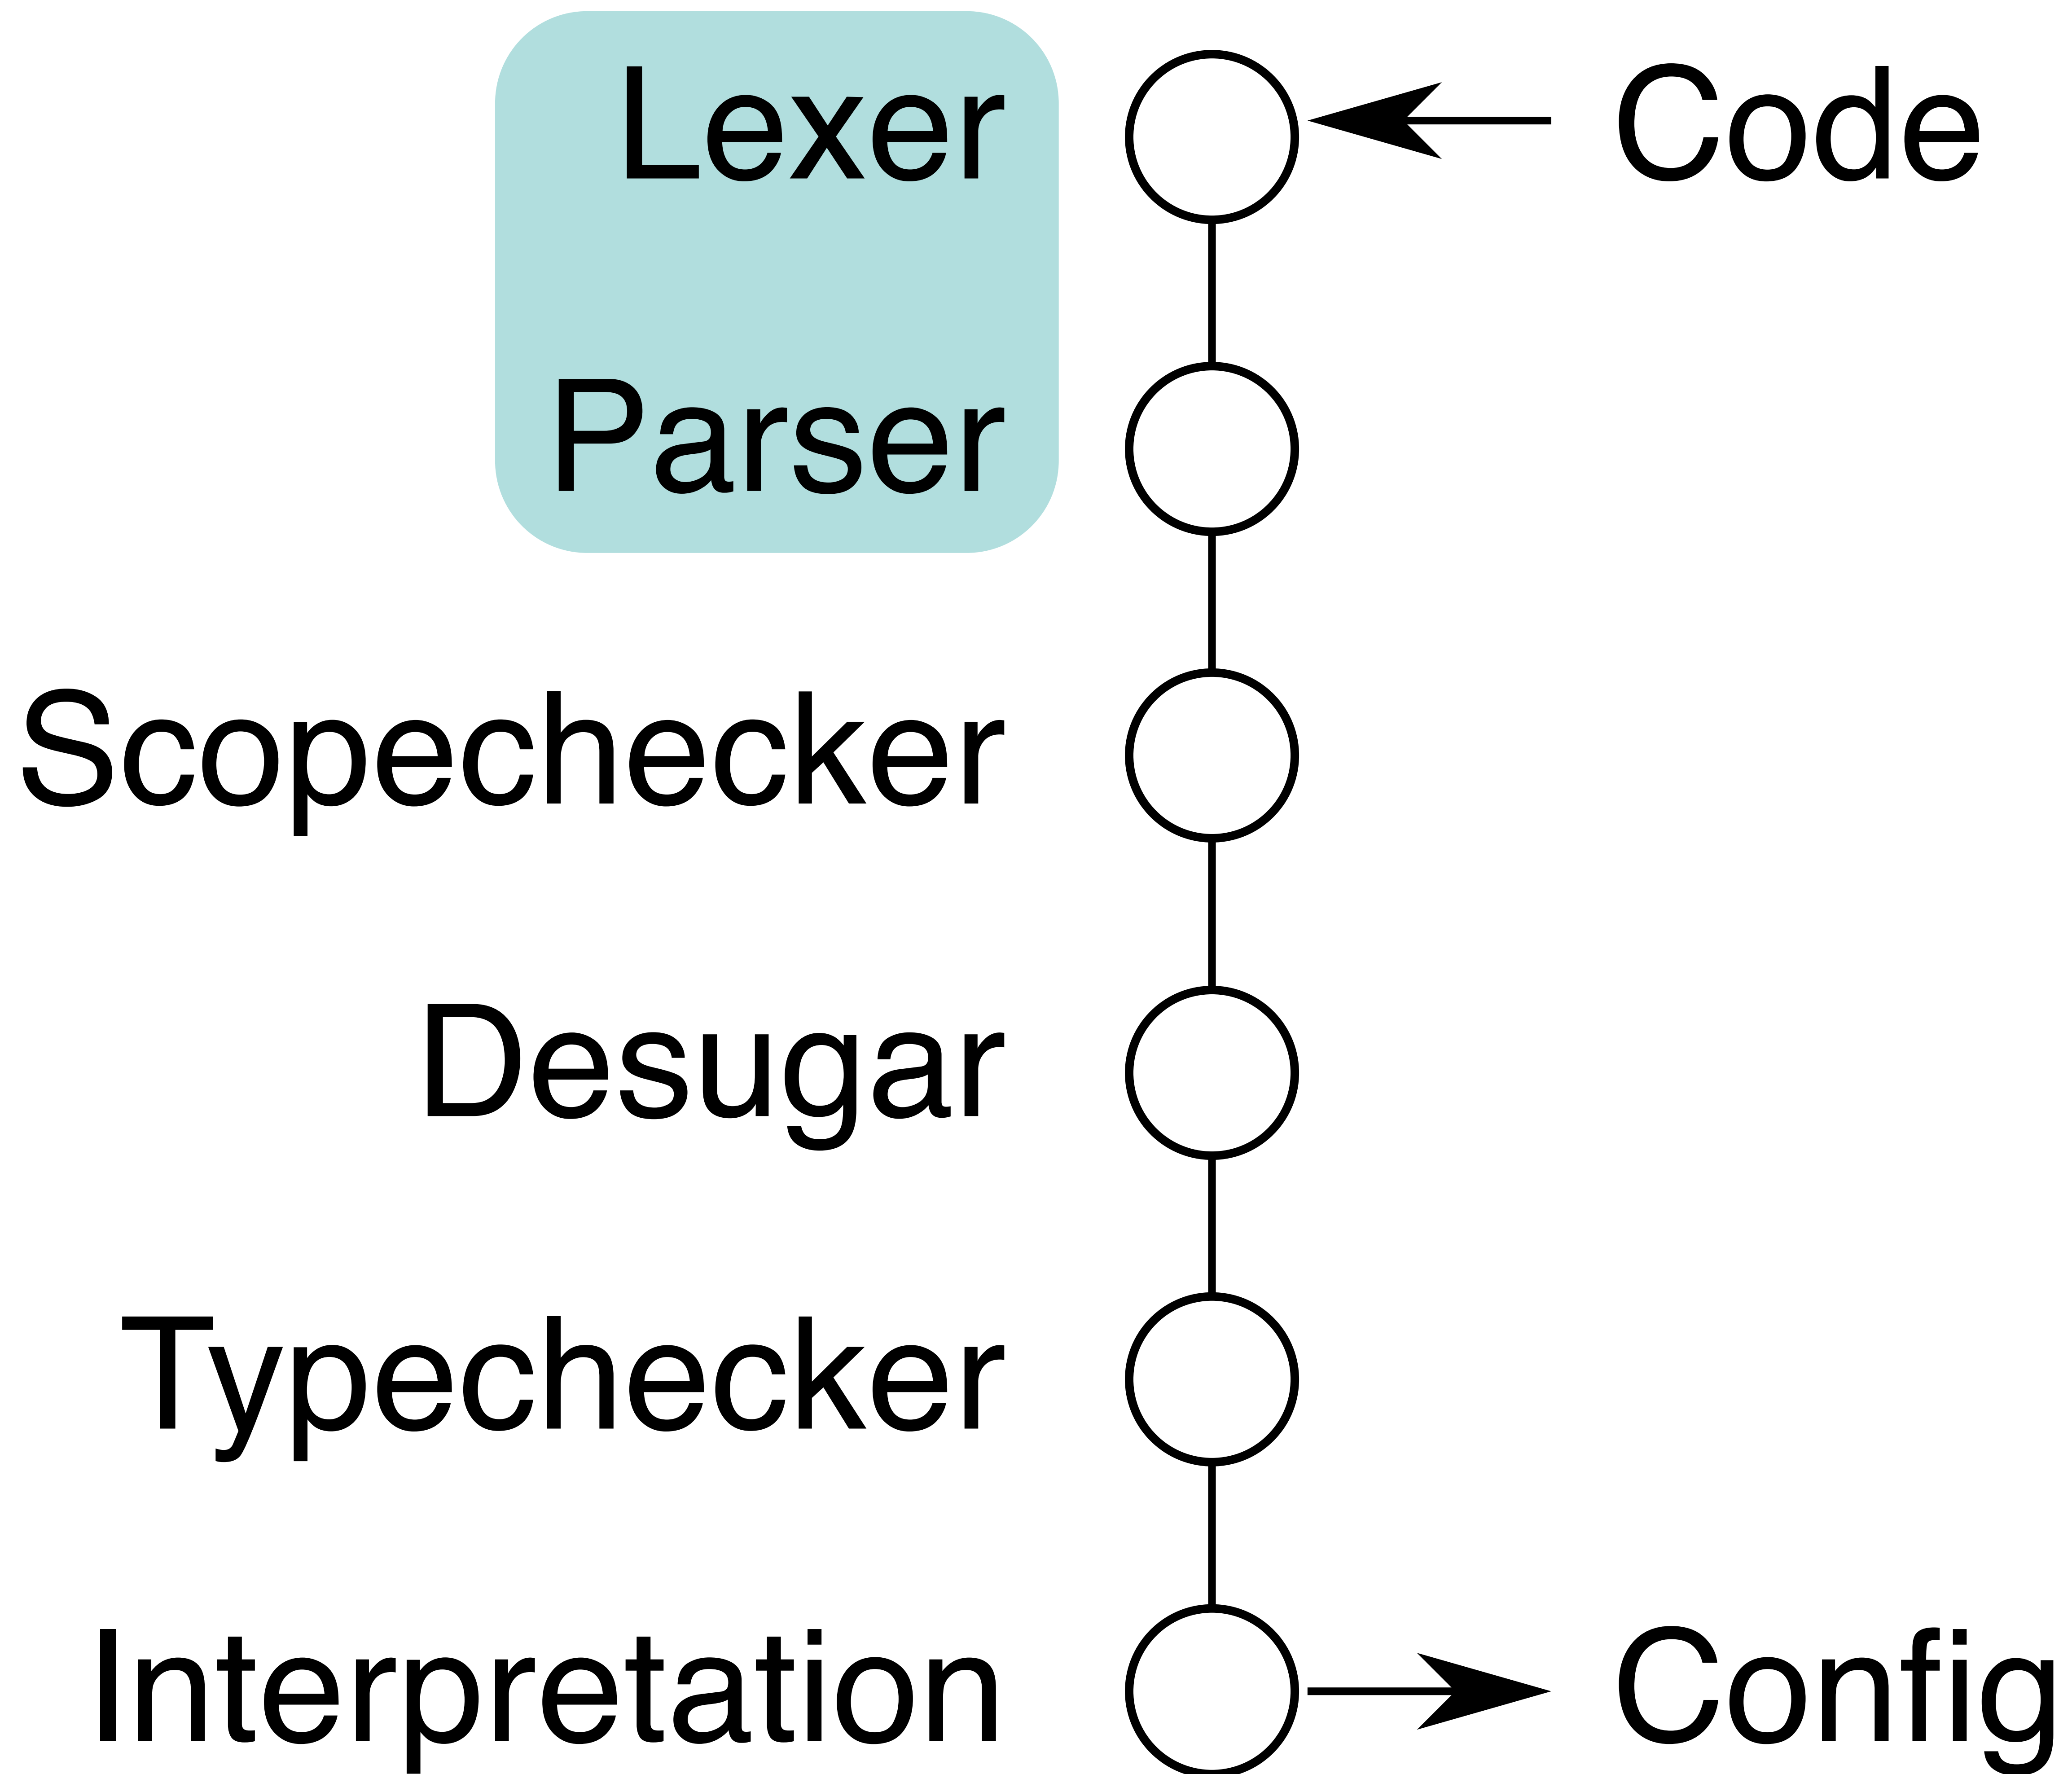 Lexer
Code
Parser
Scopechecker
Desugar
Typechecker
Interpretation
Config